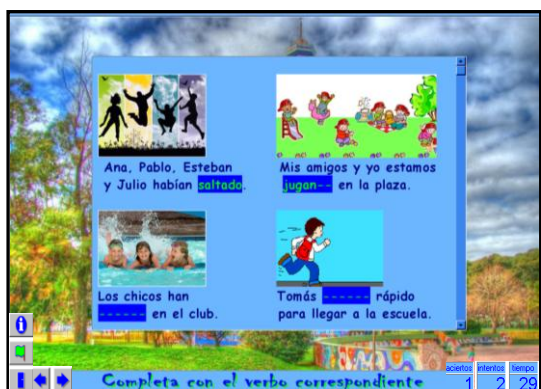 Ana, Pablo, Esteban
y Julio habían saltado.
Mis amigos y yo estamos
jugan-- en la plaza.
Los chicos han
------- en el club.
Tomás ------- rápido
para llegar a la escuela.
Completa con el verbo correspondiente
aciertos intentos tiempo
1 2 29